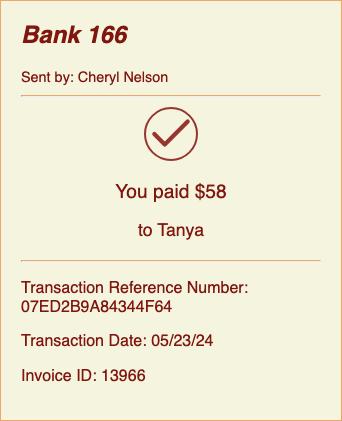 Bank 166
Sent by: Cheryl Nelson
You paid $58
to Tanya
Transaction Reference Number:
07ED2B9A84344F64
Transaction Date: 05/23/24
Invoice ID: 13966